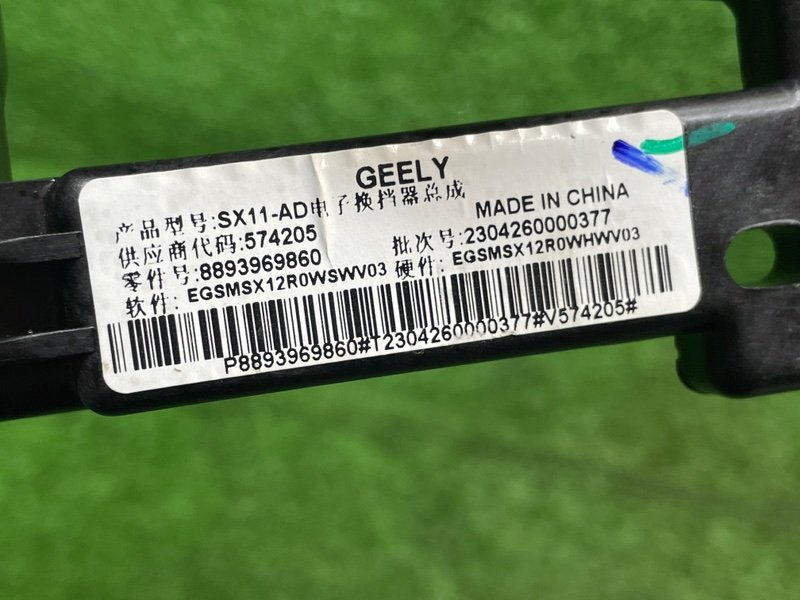 GEELY
产品型号:SX11-AD电子换挡器总成
MADE IN CHINA
供应商代码:574205
批次号:2304260000377
零件号:8893969860
软件: EGSMSX12R0WSWV03 硬件: EGSMSX12R0WHWV03
P8893969860#T2304260000377#V574205#